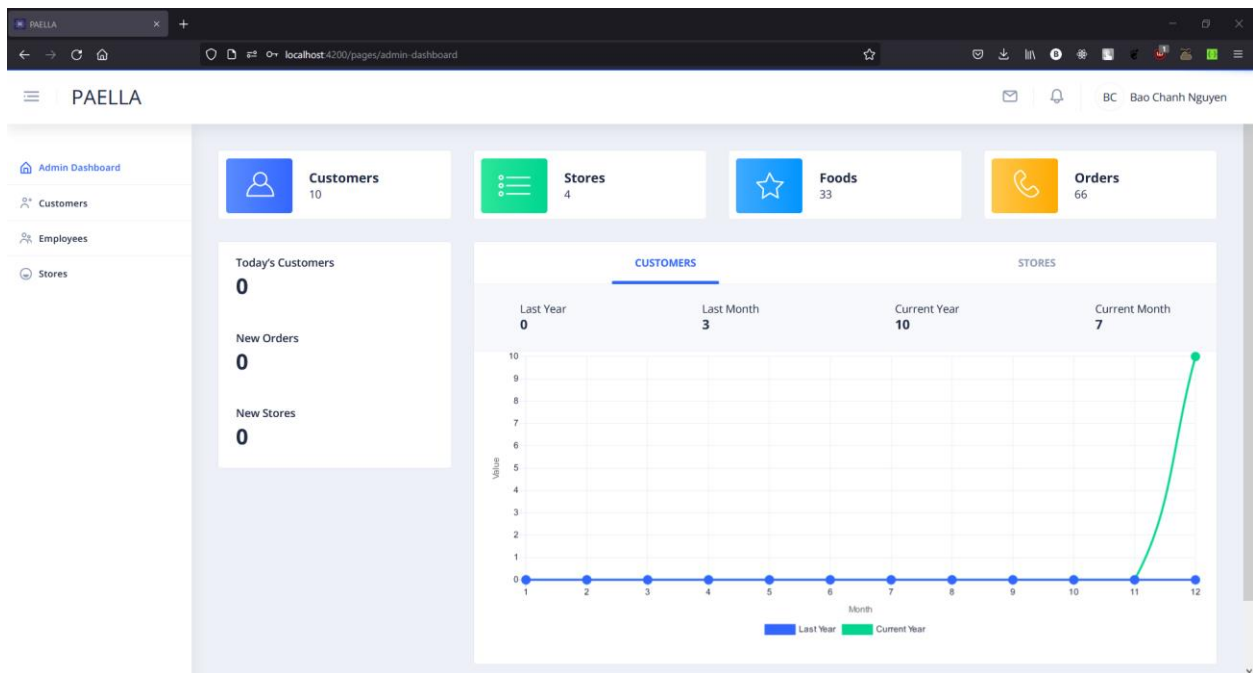 PAELLA
localhost:4200/pages/admin-dashboard
PAELLA
BC Bao Chanh Nguyen
Admin Dashboard
Customers
Employees
Stores
Customers
10
Stores
4
Foods
33
Orders
66
Today's Customers
0
New Orders
0
New Stores
0
CUSTOMERS STORES
Last Year Last Month Current Year Current Month
0 3 10 7
10
9
8
7
6
5
4
3
2
1
0
Value
1 2 3 4 5 6 7 8 9 10 11 12
Month
Last Year Current Year